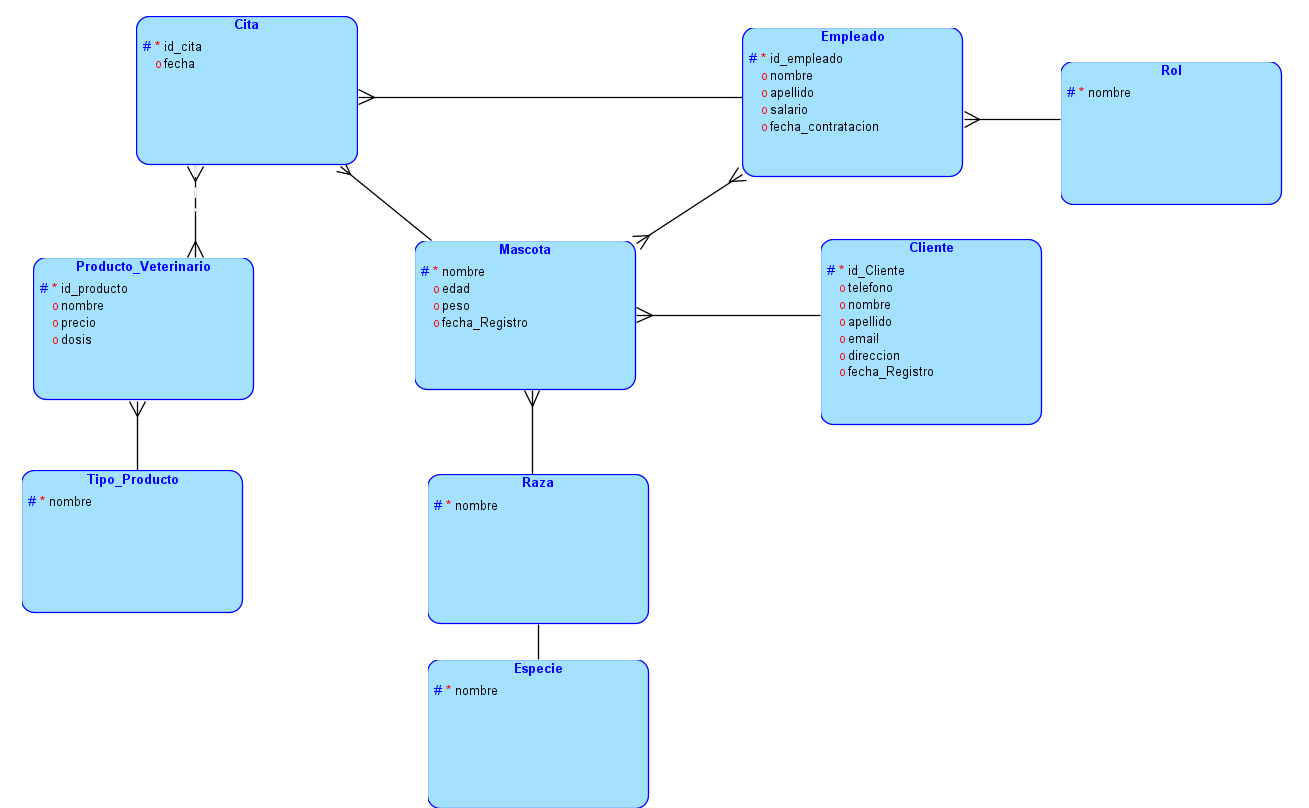 Cita
# * id_cita
o fecha
Empleado
# * id_empleado
o nombre
o apellido
o salario
o fecha_contratacion
Rol
# * nombre
Producto_Veterinario
# * id_producto
o nombre
o precio
o dosis
Mascota
# * nombre
o edad
o peso
o fecha_Registro
Cliente
# * id_Cliente
o telefono
o nombre
o apellido
o email
o direccion
o fecha_Registro
Tipo_Producto
# * nombre
Raza
# * nombre
Especie
# * nombre